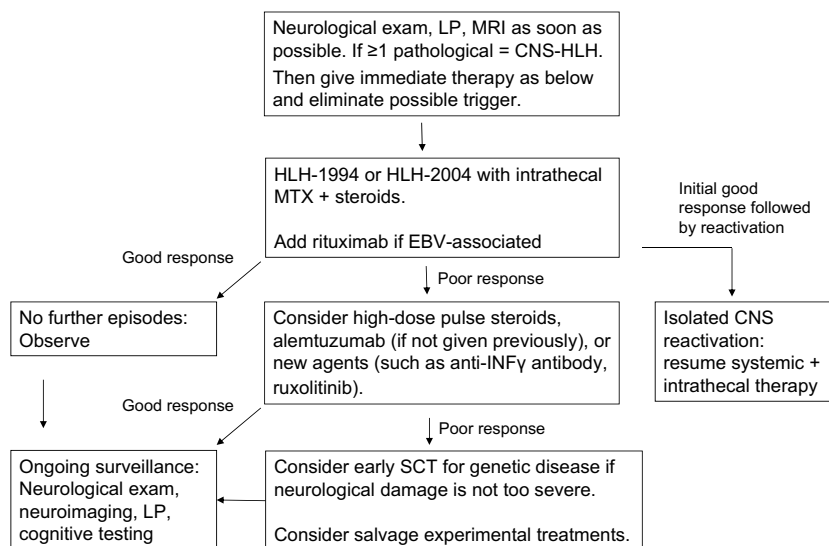 Neurological exam, LP, MRI as soon as
possible. If ≥1 pathological = CNS-HLH.
Then give immediate therapy as below
and eliminate possible trigger.
HLH-1994 or HLH-2004 with intrathecal
MTX + steroids.
Add rituximab if EBV-associated
Initial good
response followed
by reactivation
Good response
Poor response
No further episodes:
Observe
Consider high-dose pulse steroids,
alemtuzumab (if not given previously), or
new agents (such as anti-INFγ antibody,
ruxolitinib).
Isolated CNS
reactivation:
resume systemic +
intrathecal therapy
Good response
Poor response
Ongoing surveillance:
Neurological exam,
neuroimaging, LP,
cognitive testing
Consider early SCT for genetic disease if
neurological damage is not too severe.
Consider salvage experimental treatments.